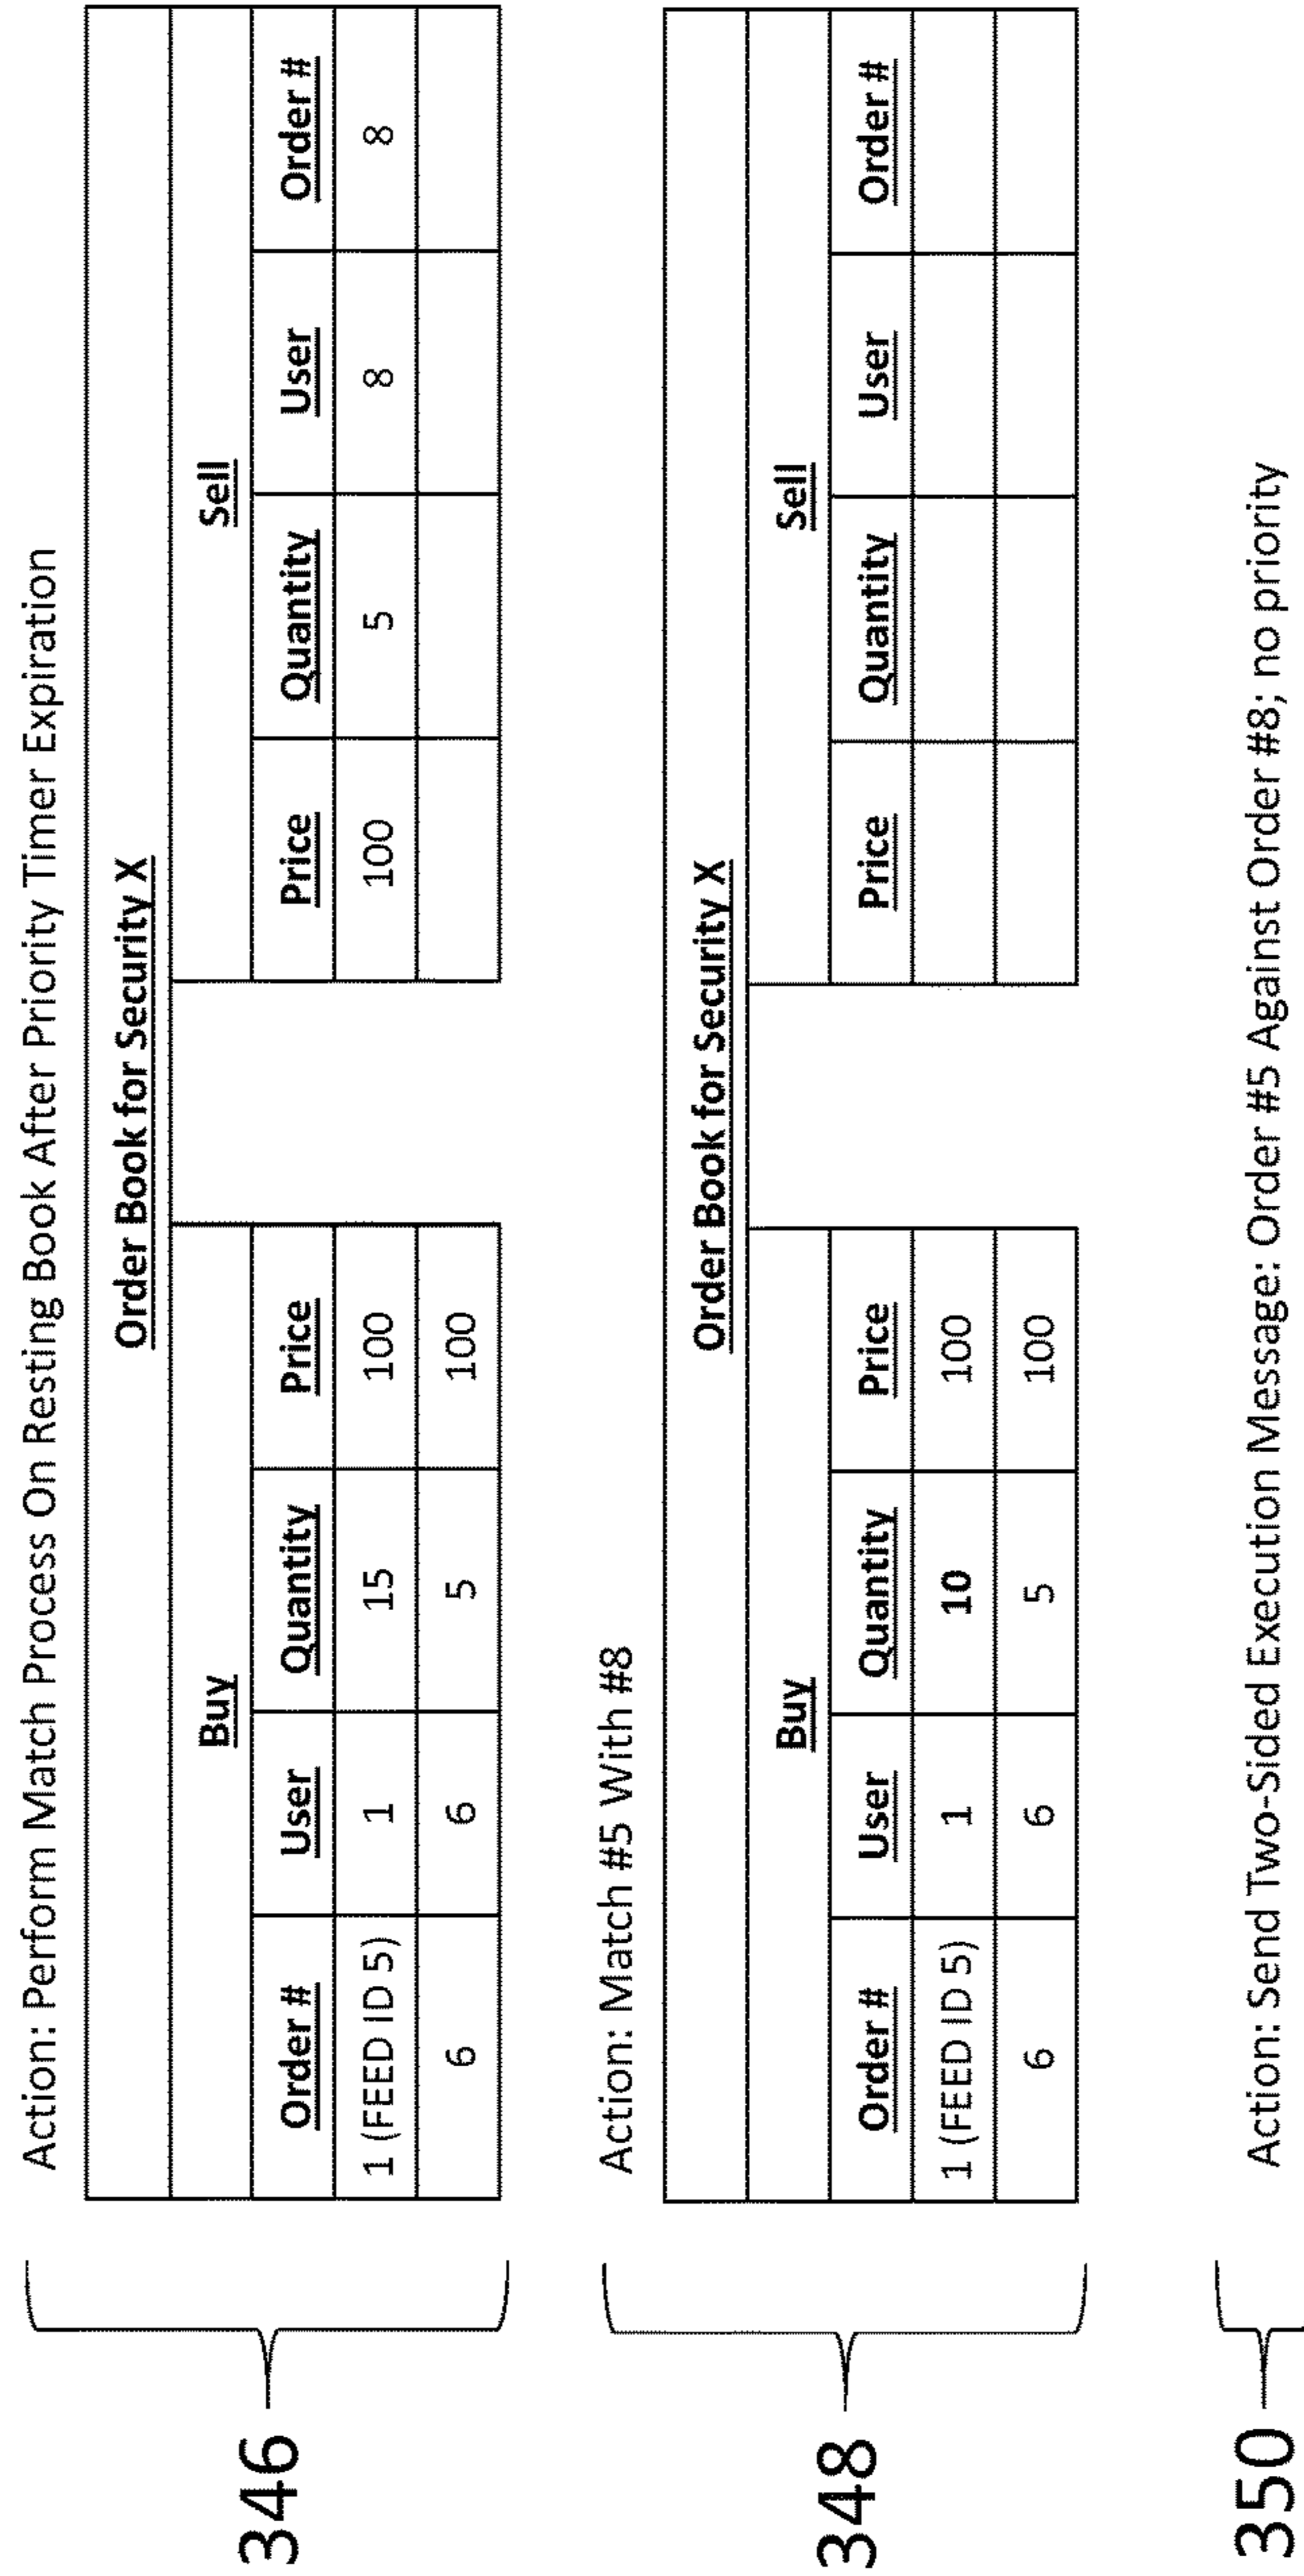 346
Action: Perform Match Process On Resting Book After Priority Timer Expiration
Order Book for Security X
Buy Sell
Order # User Quantity Price Price Quantity User Order #
1 (FEED ID 5) 1 15 100 100 5 8 8
6 6 5 100
348
Action: Match #5 With #8
Order Book for Security X
Buy Sell
Order # User Quantity Price Price Quantity User Order #
1 (FEED ID 5) 1 10 100
6 6 5 100
350
Action: Send Two-Sided Execution Message: Order #5 Against Order #8; no priority